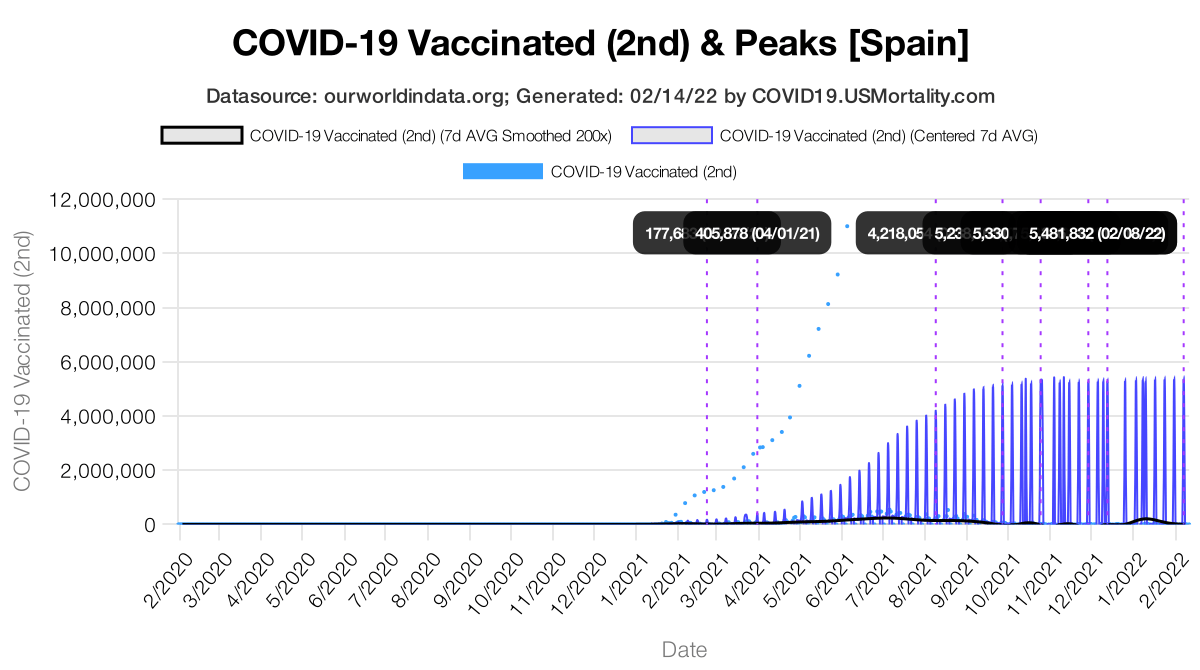 COVID-19 Vaccinated (2nd) & Peaks [Spain]
Datasource: ourworldindata.org; Generated: 02/14/22 by COVID19.USMortality.com
COVID-19 Vaccinated (2nd) (7d AVG Smoothed 200x) COVID-19 Vaccinated (2nd) (Centered 7d AVG)
COVID-19 Vaccinated (2nd)
COVID-19 Vaccinated (2nd)
12,000,000
10,000,000
8,000,000
6,000,000
4,000,000
2,000,000
0
405,878 (04/01/21) 5,481,832 (02/08/22)
2/2020 3/2020 4/2020 5/2020 6/2020 7/2020 8/2020 9/2020 10/2020 11/2020 12/2020 1/2021 2/2021 3/2021 4/2021 5/2021 6/2021 7/2021 8/2021 9/2021 10/2021 11/2021 12/2021 1/2022 2/2022
Date